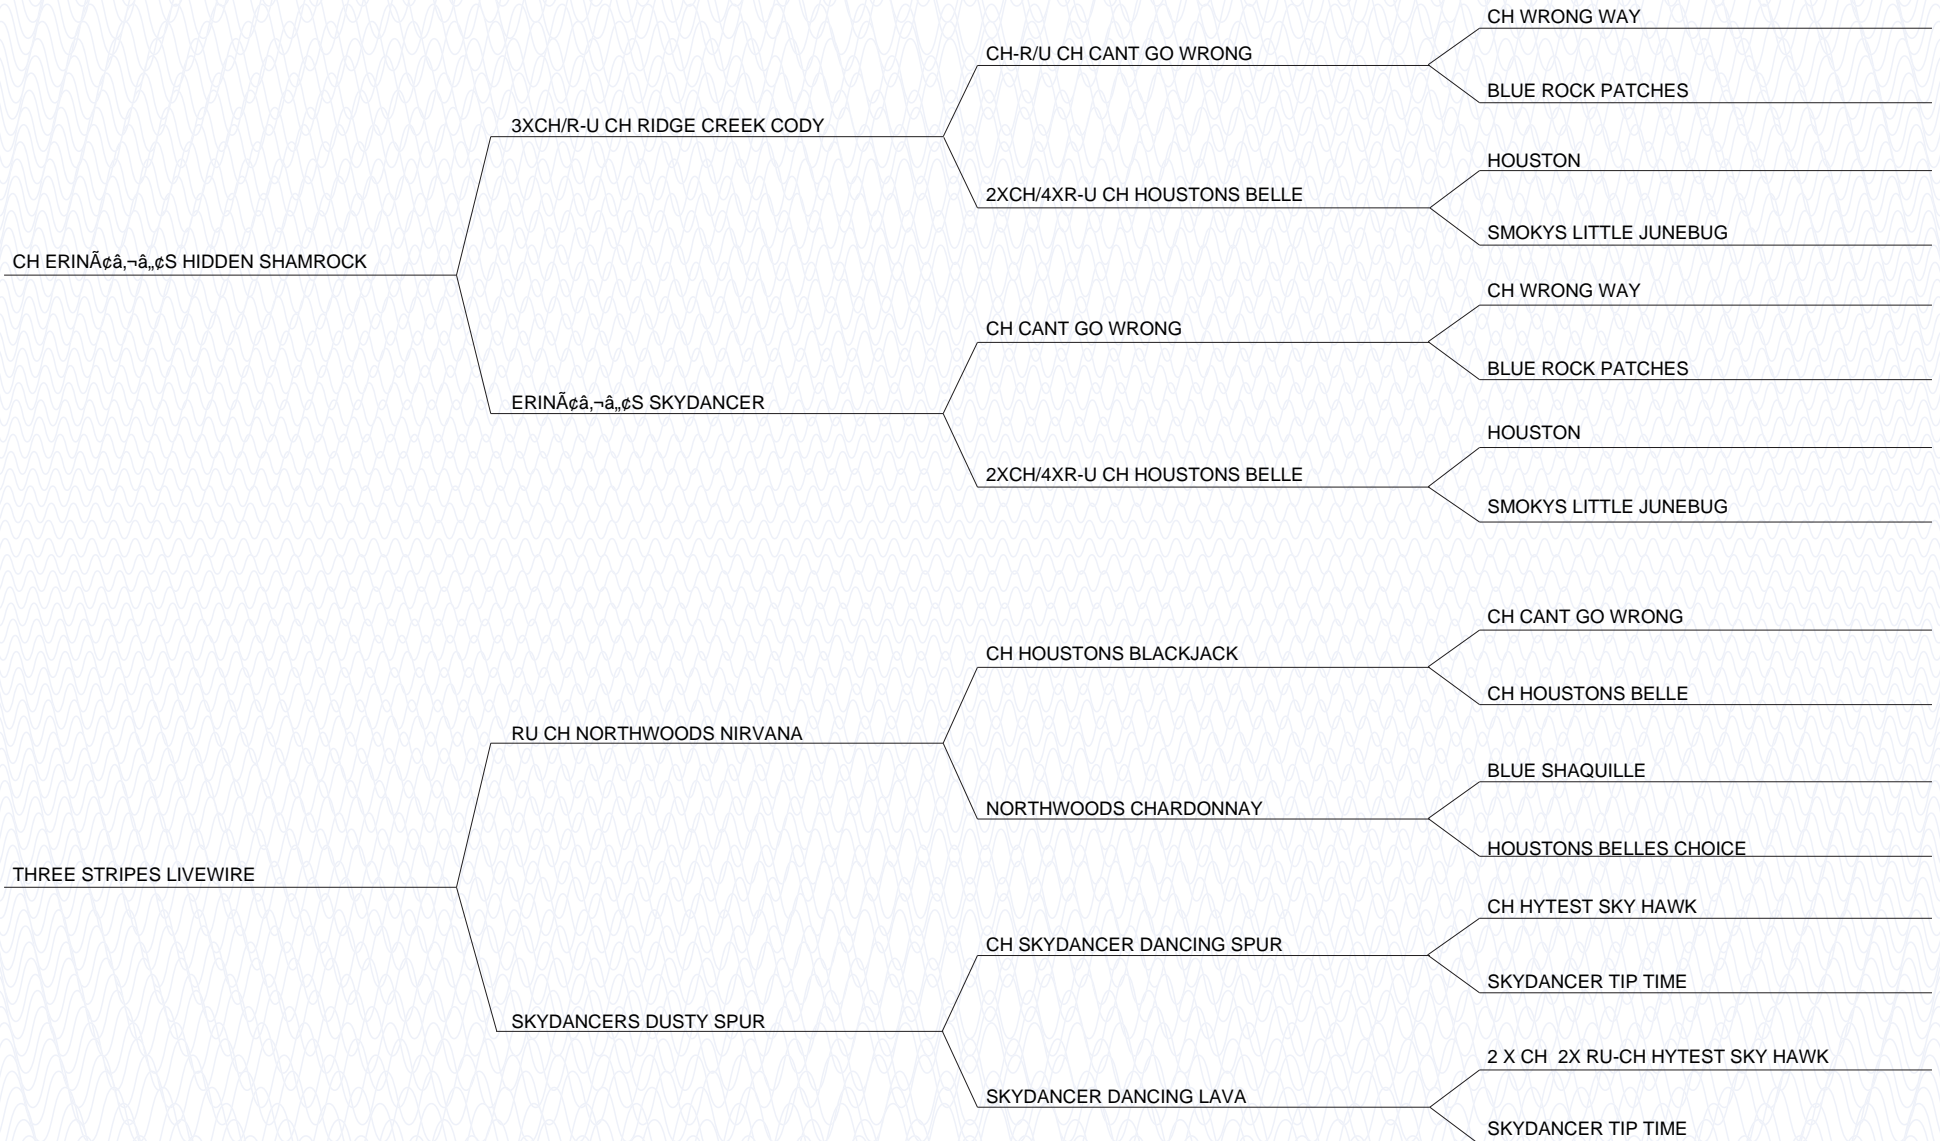 CH WRONG WAY
CH-R/U CH CANT GO WRONG
BLUE ROCK PATCHES
3XCH/R-U CH RIDGE CREEK CODY
HOUSTON
2XCH/4XR-U CH HOUSTONS BELLE
SMOKYS LITTLE JUNEBUG
CH ERINÃ¢â‚¬â„¢S HIDDEN SHAMROCK
CH WRONG WAY
CH CANT GO WRONG
BLUE ROCK PATCHES
ERINÃ¢â‚¬â„¢S SKYDANCER
HOUSTON
2XCH/4XR-U CH HOUSTONS BELLE
SMOKYS LITTLE JUNEBUG
CH CANT GO WRONG
CH HOUSTONS BLACKJACK
CH HOUSTONS BELLE
RU CH NORTHWOODS NIRVANA
BLUE SHAQUILLE
NORTHWOODS CHARDONNAY
HOUSTONS BELLES CHOICE
THREE STRIPES LIVEWIRE
CH HYTEST SKY HAWK
CH SKYDANCER DANCING SPUR
SKYDANCER TIP TIME
SKYDANCERS DUSTY SPUR
2 X CH  2X RU-CH HYTEST SKY HAWK
SKYDANCER DANCING LAVA
SKYDANCER TIP TIME